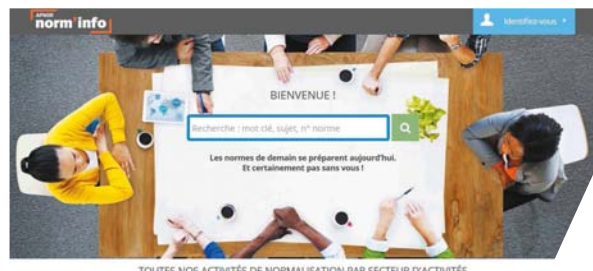 AFNOR
norm'info
Identifiez-vous
BIENVENUE !
Recherche : mot clé, sujet, n° norme
Les normes de demain se préparent aujourd'hui.
Et certainement pas sans vous !
TOUTES NOS ACTIVITÉS DE NORMALISATION PAR SECTEUR D'ACTIVITÉS